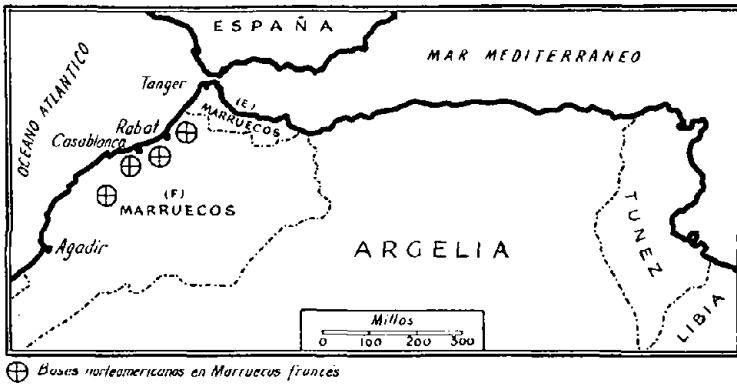 ESPAÑA
MAR MEDITERRANEO
OCEANO ATLANTICO
Tanger
(E)
MARRUECOS
Rabat
Casablanca
(F)
MARRUECOS
Agadir
ARGELIA
TUNEZ
LIBIA
Millas
0 100 200 300
Bases norteamericanas en Marruecos francés